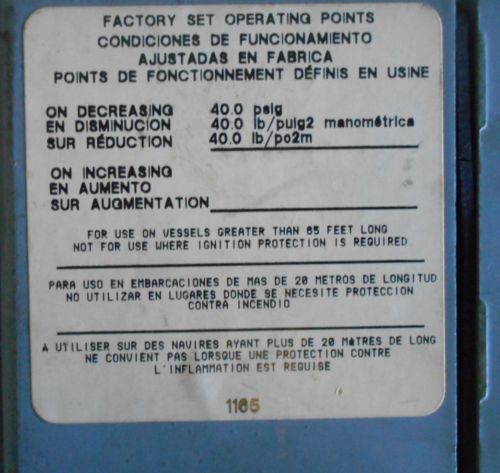 FACTORY SET OPERATING POINTS
CONDICIONES DE FUNCIONAMIENTO
AJUSTADAS EN FABRICA
POINTS DE FONCTIONNEMENT DÉFINIS EN USINE
ON DECREASING 40.0 psig
EN DISMINUCION 40.0 lb/pulg2 manométrica
SUR RÉDUCTION 40.0 lb/po2m
ON INCREASING
EN AUMENTO
SUR AUGMENTATION
FOR USE ON VESSELS GREATER THAN 65 FEET LONG
NOT FOR USE WHERE IGNITION PROTECTION IS REQUIRED
PARA USO EN EMBARCACIONES DE MAS DE 20 METROS DE LONGITUD
NO UTILIZAR EN LUGARES DONDE SE NECESITE PROTECCION
CONTRA INCENDIO
A UTILISER SUR DES NAVIRES AYANT PLUS DE 20 MÈTRES DE LONG
NE CONVIENT PAS LORSQUE UNE PROTECTION CONTRE
L'INFLAMMATION EST REQUISE
1165